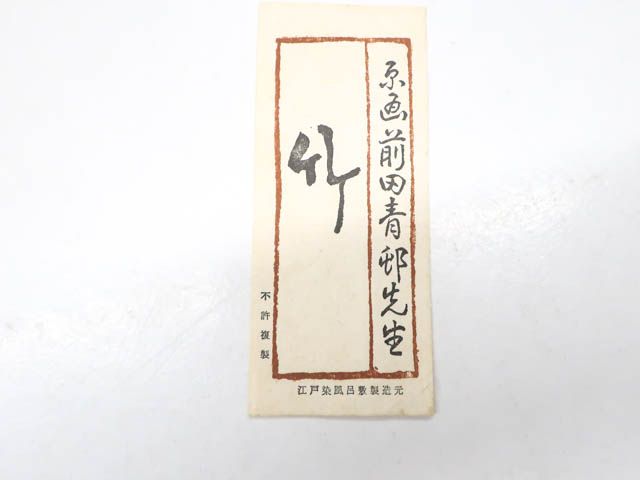 原画前田青邨先生
竹
不許複製
江戸染風呂敷製造元